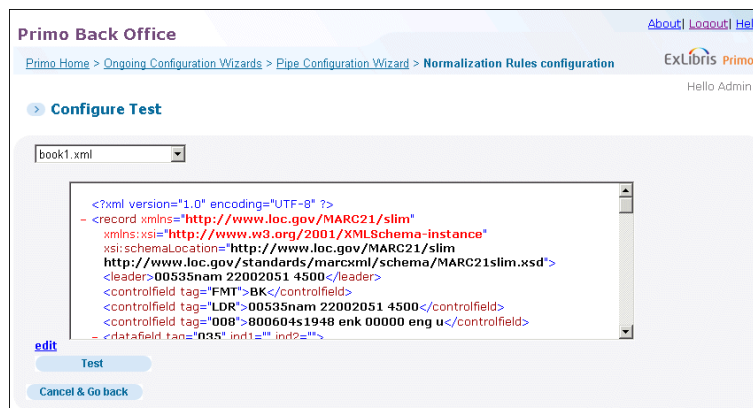 About| Logout| Hel
Primo Back Office
Primo Home > Ongoing Configuration Wizards > Pipe Configuration Wizard > Normalization Rules configuration
ExLibris Primo
Hello Admin
Configure Test
book1.xml
<?xml version="1.0" encoding="UTF-8" ?>
- <record xmlns="http://www.loc.gov/MARC21/slim"
xmlns:xsi="http://www.w3.org/2001/XMLSchema-instance"
xsi:schemaLocation="http://www.loc.gov/MARC21/slim
http://www.loc.gov/standards/marcxml/schema/MARC21slim.xsd">
<leader>00535nam 22002051 4500</leader>
<controlfield tag="FMT">BK</controlfield>
<controlfield tag="LDR">00535nam 22002051 4500</controlfield>
<controlfield tag="008">800604s1948 enk 00000 eng u</controlfield>
- <datafield tag="035" ind1="" ind2="">
edit
Test
Cancel & Go back